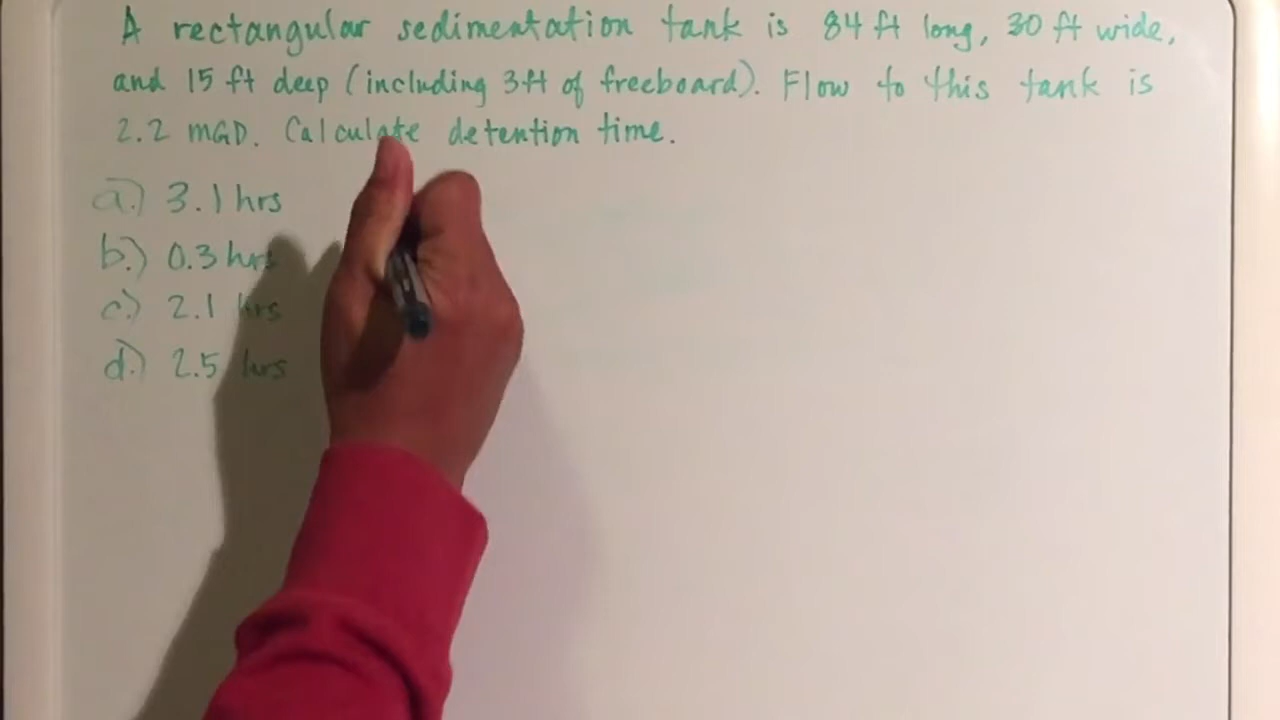 A rectangular sedimentation tank is 84 ft long, 30 ft wide,
and 15 ft deep (including 3ft of freeboard). Flow to this tank is
2.2 MGD. Calculate detention time.
a.) 3.1 hrs
b.) 0.3 hrs
c.) 2.1 hrs
d.) 2.5 hrs